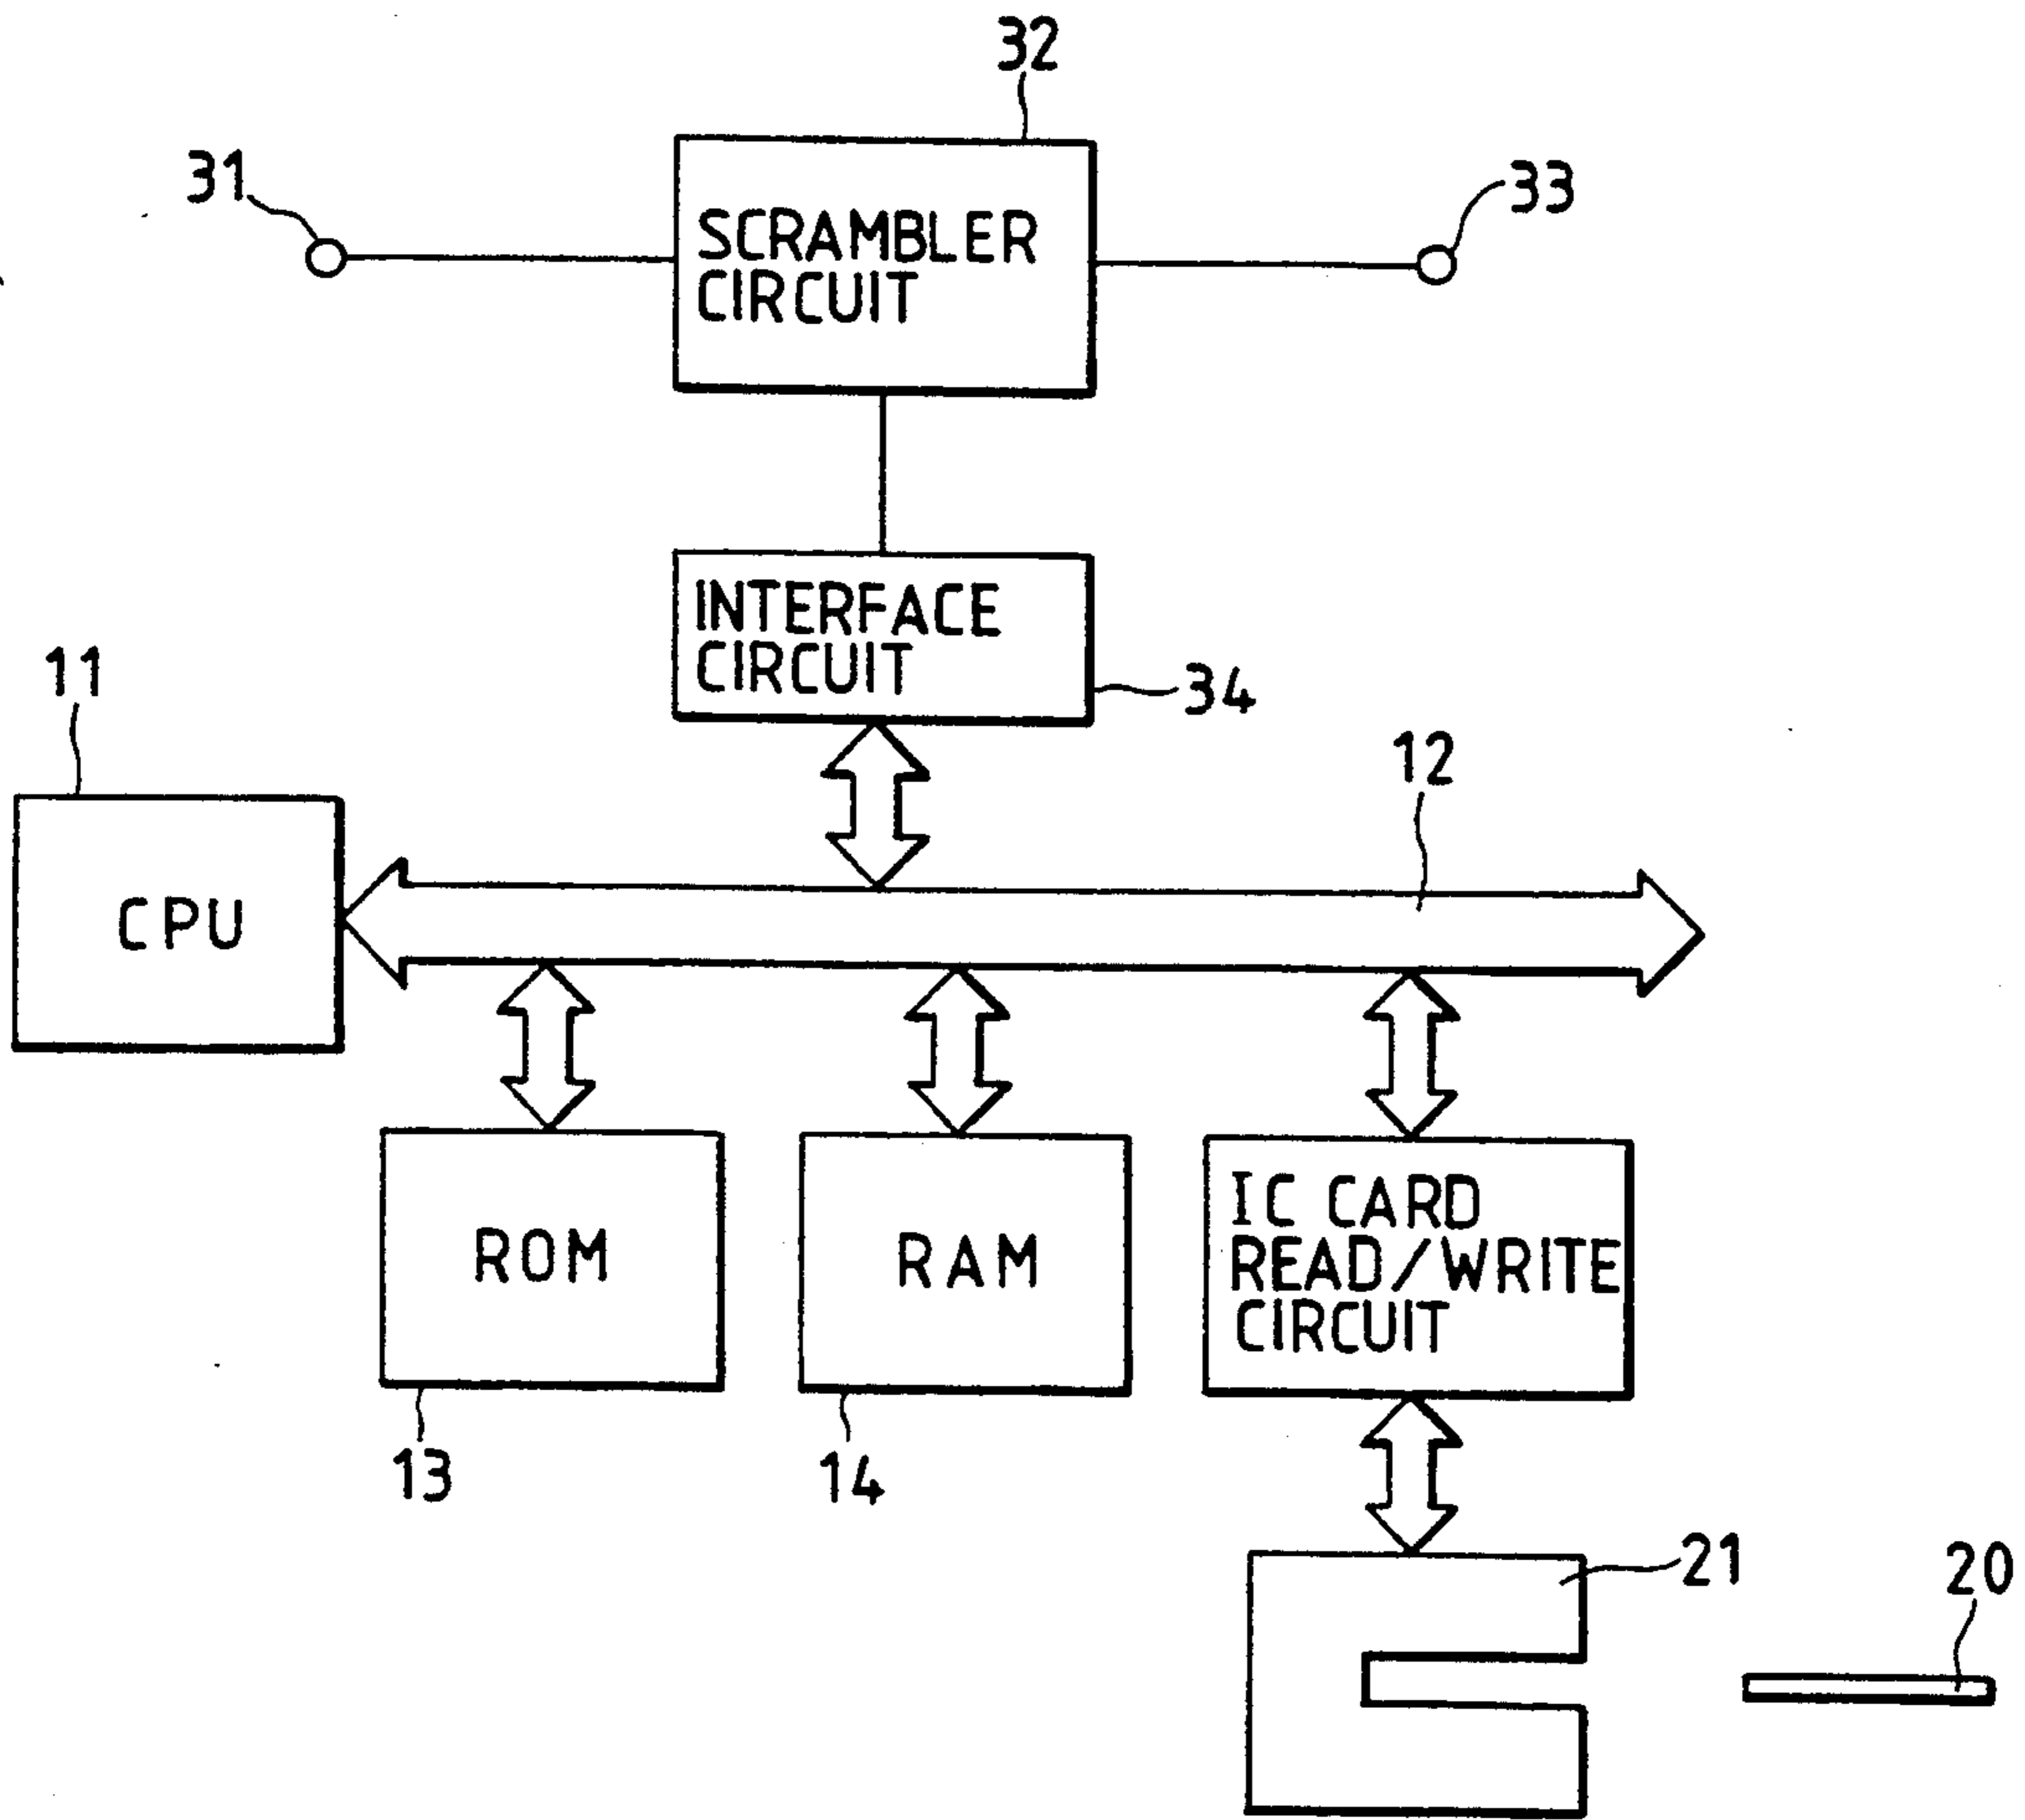 32
31
33
SCRAMBLER
CIRCUIT
INTERFACE
CIRCUIT
34
11
12
CPU
ROM
RAM
IC CARD
READ/WRITE
CIRCUIT
13
14
21
20